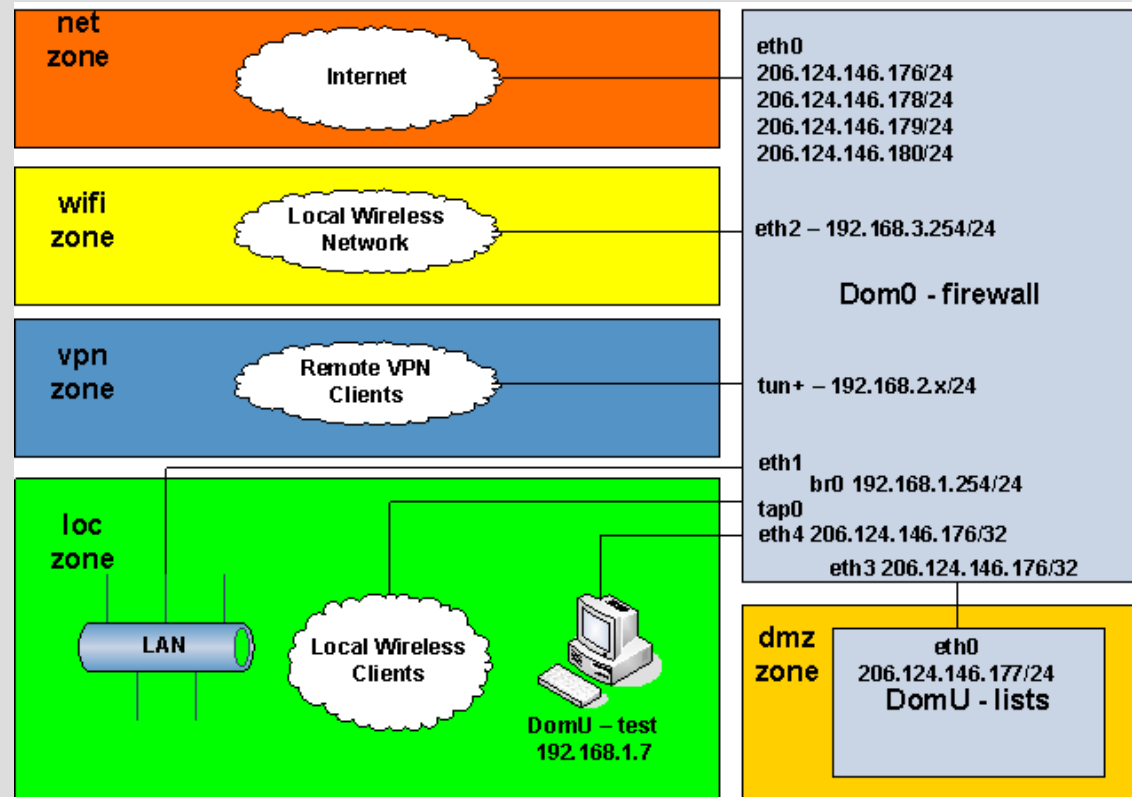 net
zone
Internet
eth0
206.124.146.176/24
206.124.146.178/24
206.124.146.179/24
206.124.146.180/24
wifi
zone
Local Wireless
Network
eth2 – 192.168.3.254/24
Dom0 - firewall
vpn
zone
Remote VPN
Clients
tun+ – 192.168.2.x/24
eth1
br0 192.168.1.254/24
tap0
eth4 206.124.146.176/32
eth3 206.124.146.176/32
loc
zone
LAN
Local Wireless
Clients
DomU – test
192.168.1.7
dmz
zone
eth0
206.124.146.177/24
DomU - lists